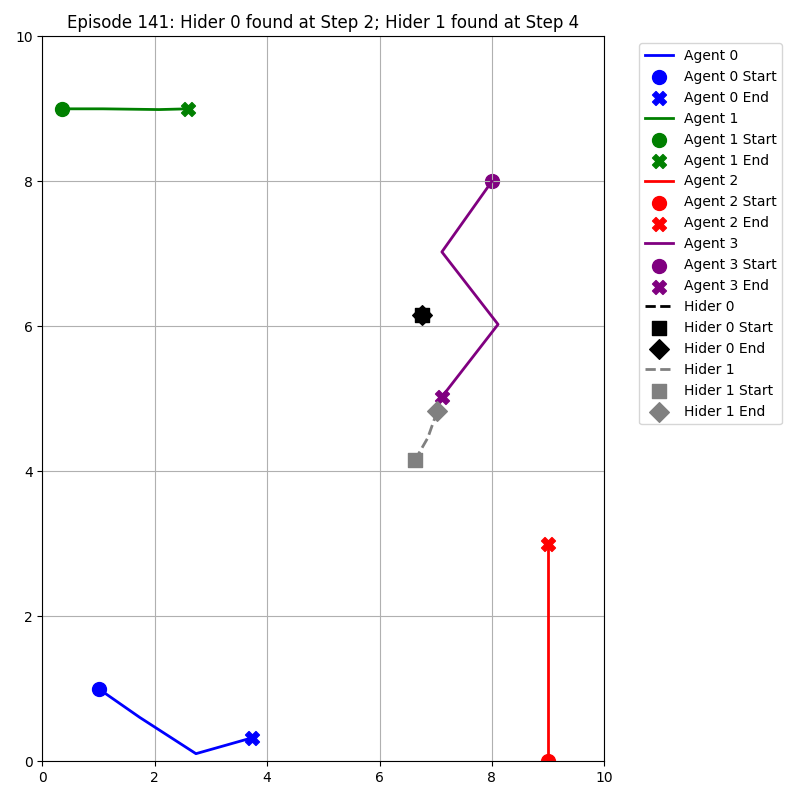 Episode 141: Hider 0 found at Step 2; Hider 1 found at Step 4
10
8
6
4
2
0
0 2 4 6 8 10
Agent 0
Agent 0 Start
Agent 0 End
Agent 1
Agent 1 Start
Agent 1 End
Agent 2
Agent 2 Start
Agent 2 End
Agent 3
Agent 3 Start
Agent 3 End
Hider 0
Hider 0 Start
Hider 0 End
Hider 1
Hider 1 Start
Hider 1 End